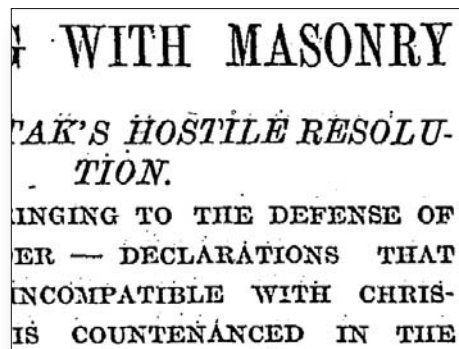 G WITH MASONRY
TAK'S HOSTILE RESOLU-
TION.
INGING TO THE DEFENSE OF
ER — DECLARATIONS THAT
INCOMPATIBLE WITH CHRIS-
IS COUNTENANCED IN THE